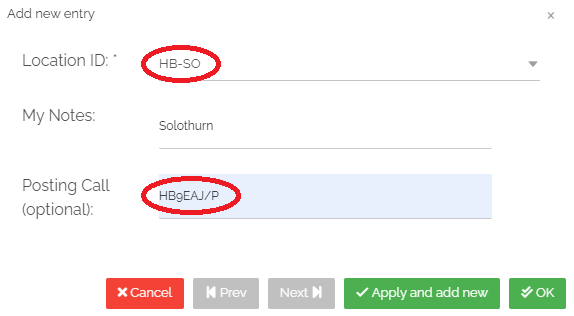 Add new entry ×
Location ID: * HB-SO
My Notes: Solothurn
Posting Call HB9EAJ/P
(optional):
Cancel Prev Next Apply and add new OK